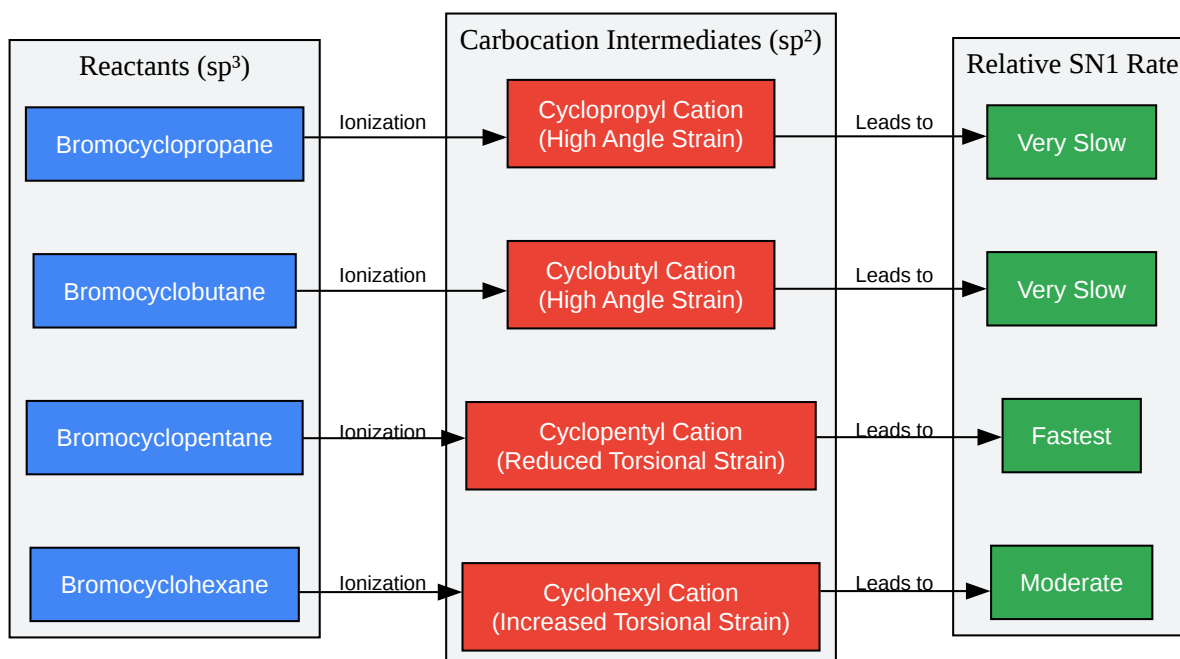 Reactants (sp³)
Carbocation Intermediates (sp²)
Relative SN1 Rate
Bromocyclopropane
Ionization
Cyclopropyl Cation
(High Angle Strain)
Leads to
Very Slow
Bromocyclobutane
Ionization
Cyclobutyl Cation
(High Angle Strain)
Leads to
Very Slow
Bromocyclopentane
Ionization
Cyclopentyl Cation
(Reduced Torsional Strain)
Leads to
Fastest
Bromocyclohexane
Ionization
Cyclohexyl Cation
(Increased Torsional Strain)
Leads to
Moderate